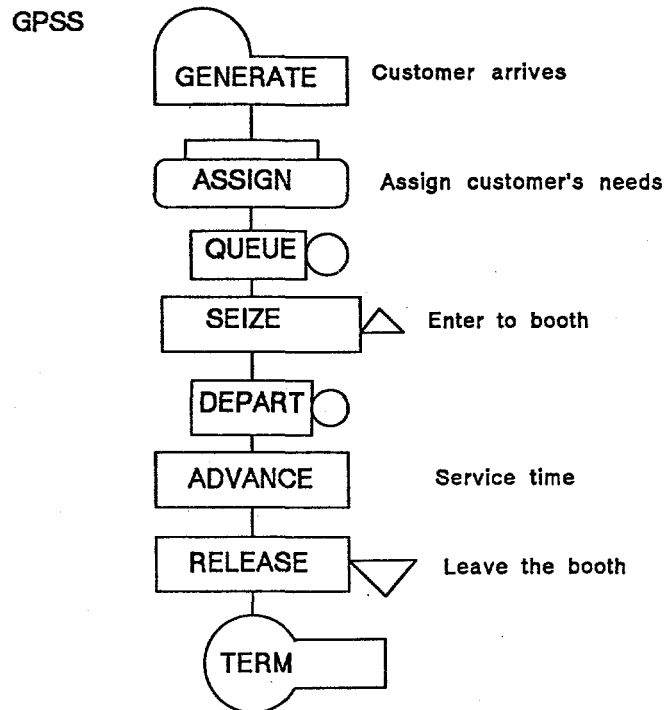 GPSS
GENERATE Customer arrives
ASSIGN Assign customer's needs
QUEUE
SEIZE Enter to booth
DEPART
ADVANCE Service time
RELEASE Leave the booth
TERM